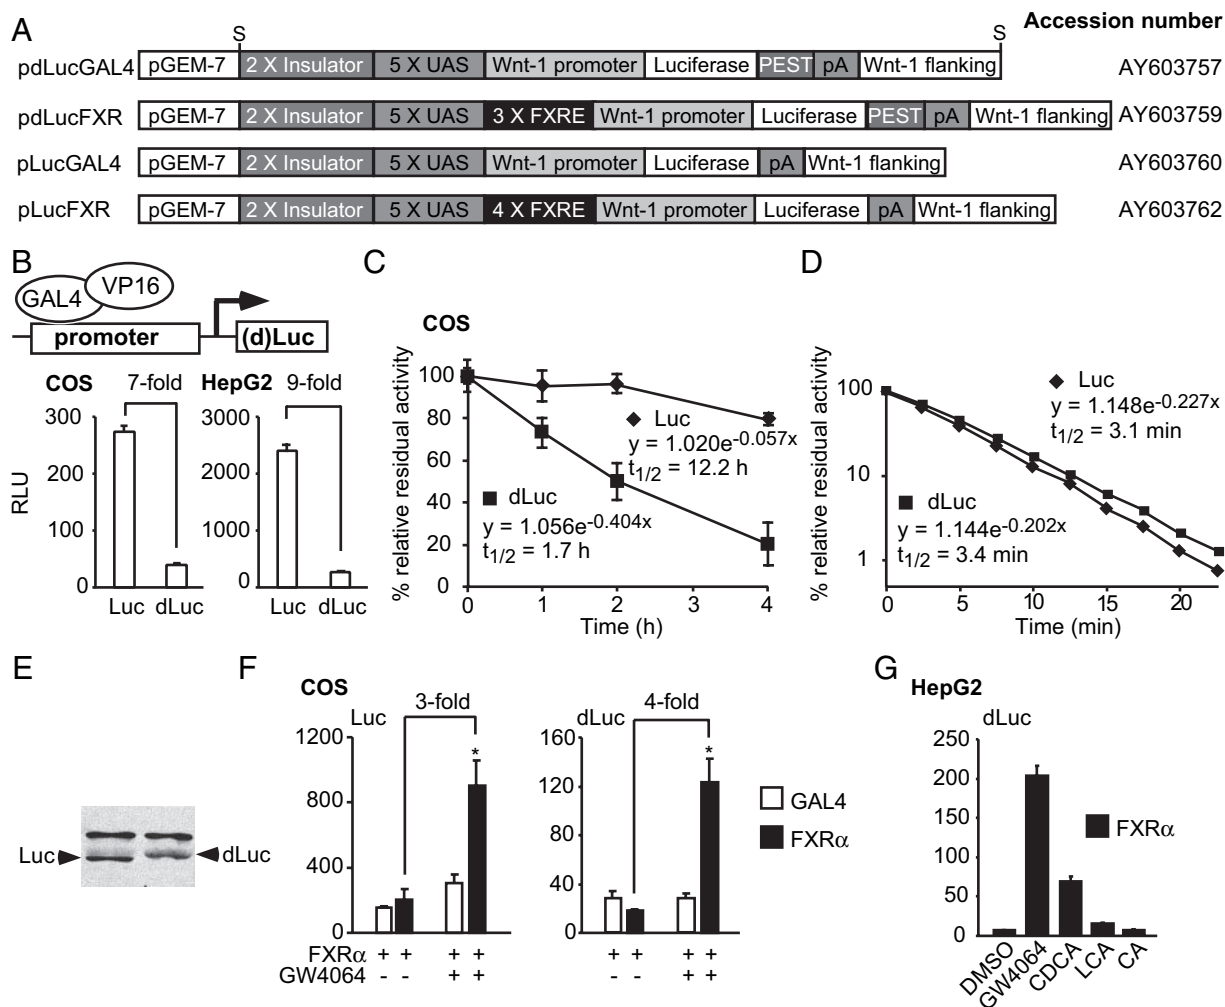 A
S
S
Accession number
pdLucGAL4 pGEM-7 2 X Insulator 5 X UAS Wnt-1 promoter Luciferase PEST pA Wnt-1 flanking AY603757
pdLucFXR pGEM-7 2 X Insulator 5 X UAS 3 X FXRE Wnt-1 promoter Luciferase PEST pA Wnt-1 flanking AY603759
pLucGAL4 pGEM-7 2 X Insulator 5 X UAS Wnt-1 promoter Luciferase pA Wnt-1 flanking AY603760
pLucFXR pGEM-7 2 X Insulator 5 X UAS 4 X FXRE Wnt-1 promoter Luciferase pA Wnt-1 flanking AY603762
B
GAL4
VP16
promoter
(d)Luc
COS
7-fold
RLU
300
200
100
0
Luc dLuc
HepG2
9-fold
3000
2000
1000
0
Luc dLuc
C
COS
% relative residual activity
100
80
60
40
20
0
Luc
y = 1.020e-0.057x
t1/2 = 12.2 h
dLuc
y = 1.056e-0.404x
t1/2 = 1.7 h
0 1 2 3 4
Time (h)
D
% relative residual activity
100
10
1
Luc
y = 1.148e-0.227x
t1/2 = 3.1 min
dLuc
y = 1.144e-0.202x
t1/2 = 3.4 min
0 5 10 15 20
Time (min)
E
Luc
dLuc
F
COS
Luc
3-fold
1200
800
400
0
*
FXRα + + + +
GW4064 - - + +
dLuc
4-fold
160
120
80
40
0
*
+ + + +
- - + +
GAL4
FXRα
G
HepG2
dLuc
250
200
150
100
50
0
FXRα
DMSO
GW4064
CDCA
LCA
CA